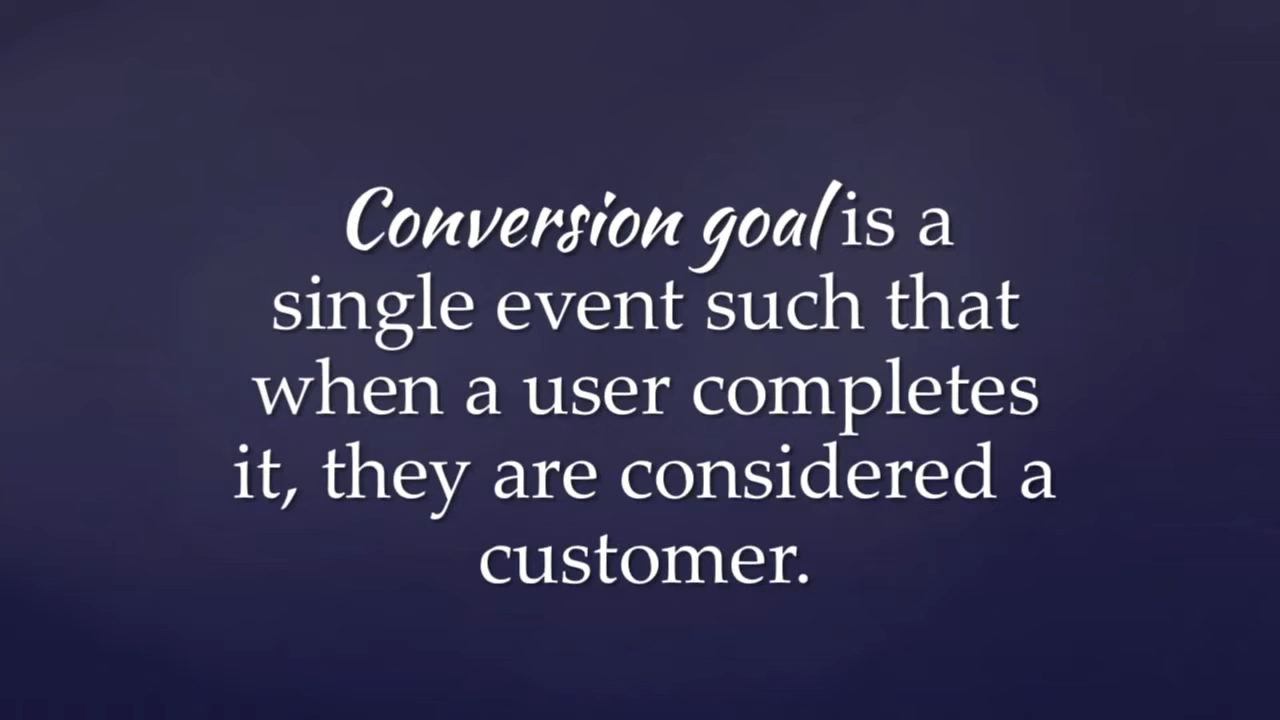 Conversion goal is a
single event such that
when a user completes
it, they are considered a
customer.